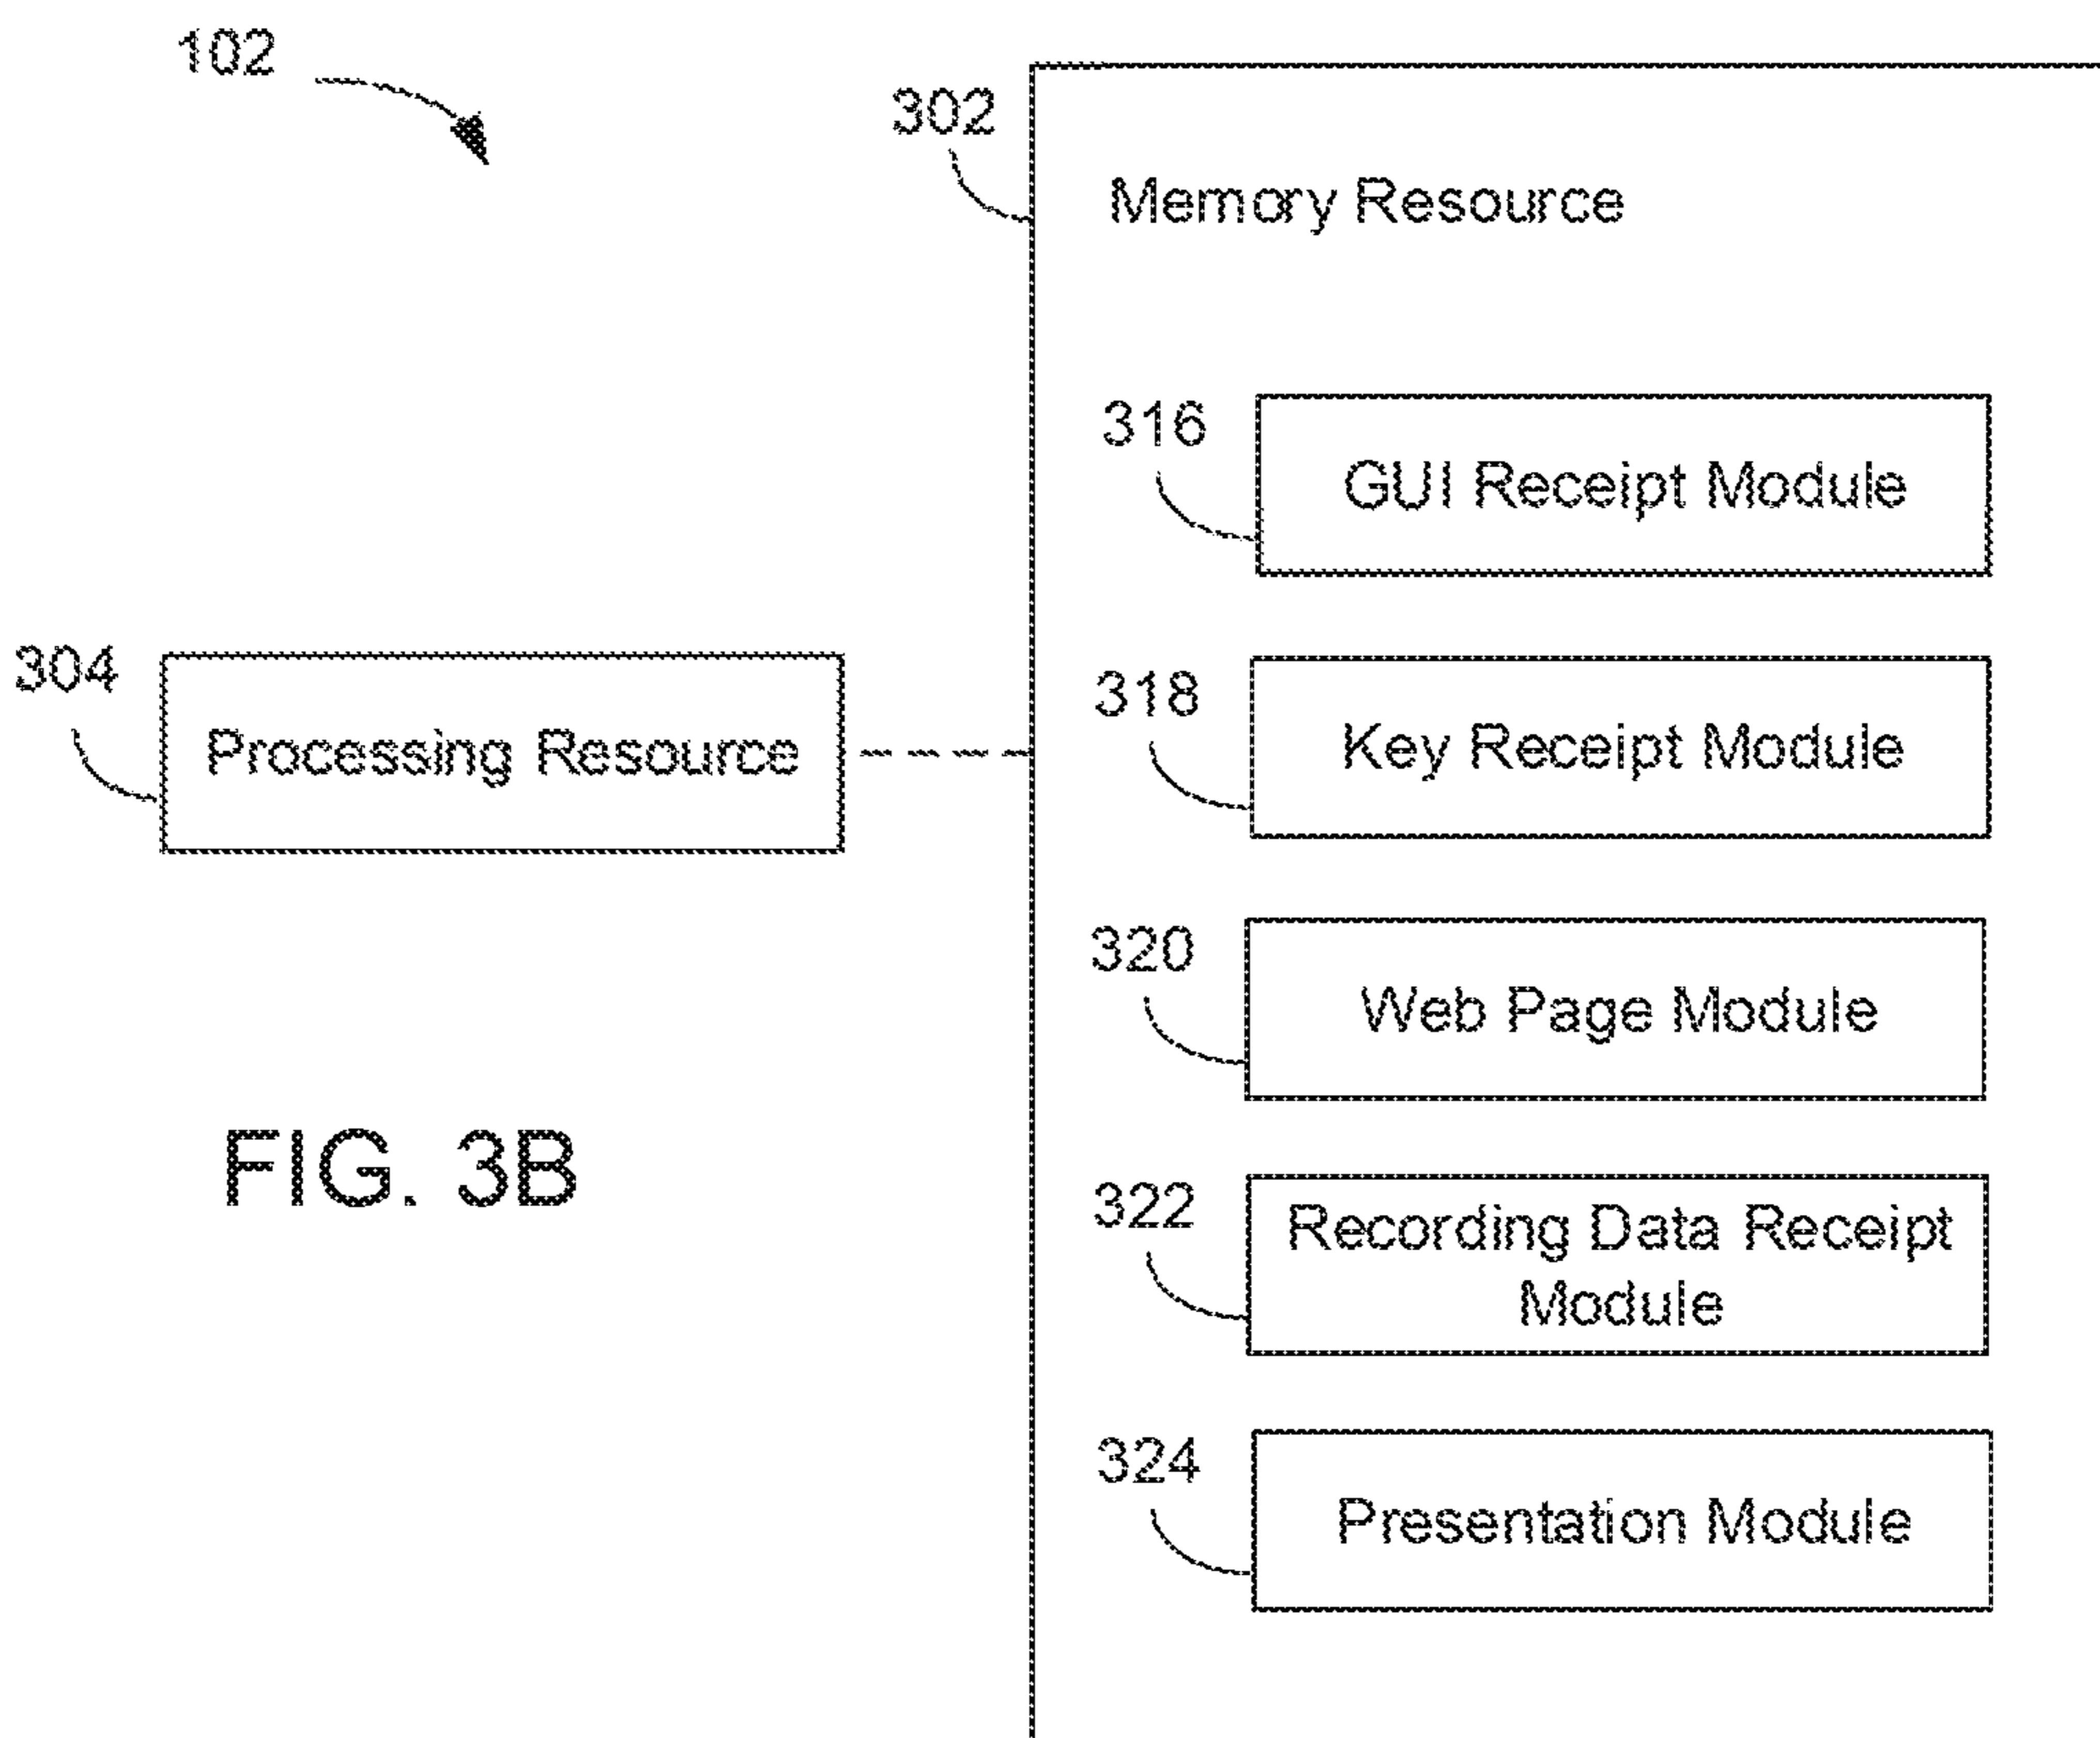 102
302
Memory Resource
316
GUI Receipt Module
304
Processing Resource
318
Key Receipt Module
320
Web Page Module
FIG. 3B
322
Recording Data Receipt
Module
324
Presentation Module